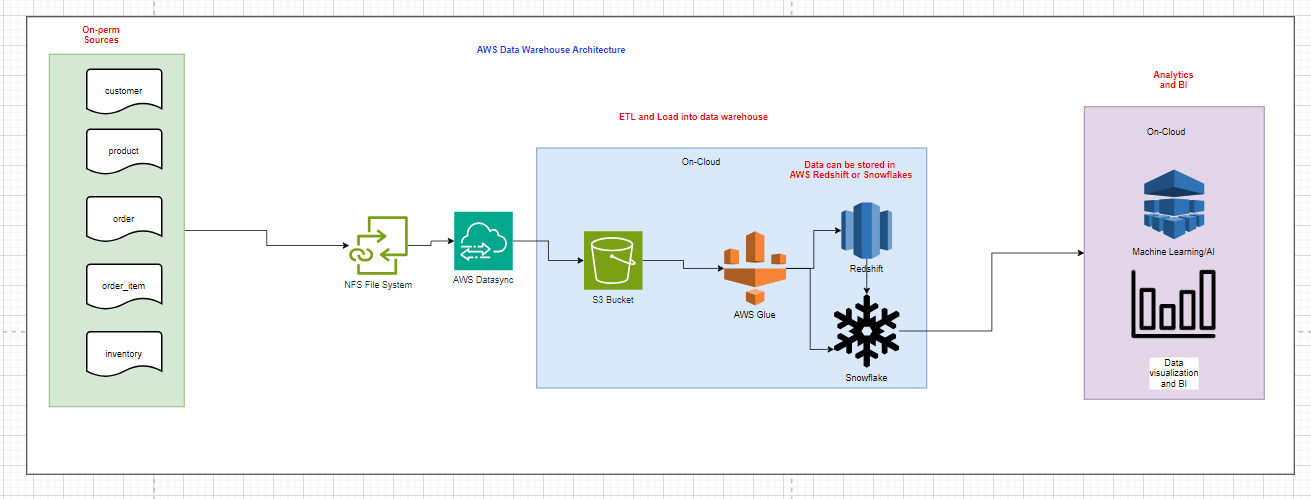 On-perm
Sources
customer
product
order
order_item
inventory
AWS Data Warehouse Architecture
NFS File System
AWS Datasync
ETL and Load into data warehouse
On-Cloud
Data can be stored in
AWS Redshift or Snowflakes
S3 Bucket
AWS Glue
Redshift
Snowflake
Analytics
and BI
On-Cloud
Machine Learning/AI
Data
visualization
and BI